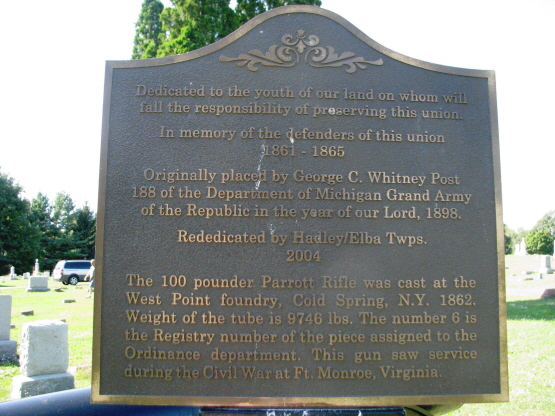 Dedicated to the youth of our land on whom will
fall the responsibility of preserving this union.
In memory of the defenders of this union
1861 - 1865
Originally placed by George C. Whitney Post
188 of the Department of Michigan Grand Army
of the Republic in the year of our Lord, 1898.
Rededicated by Hadley/Elba Twps.
2004
The 100 pounder Parrott Rifle was cast at the
West Point foundry, Cold Spring, N.Y. 1862.
Weight of the tube is 9746 lbs. The number 6 is
the Registry number of the piece assigned to the
Ordinance department. This gun saw service
during the Civil War at Ft. Monroe, Virginia.